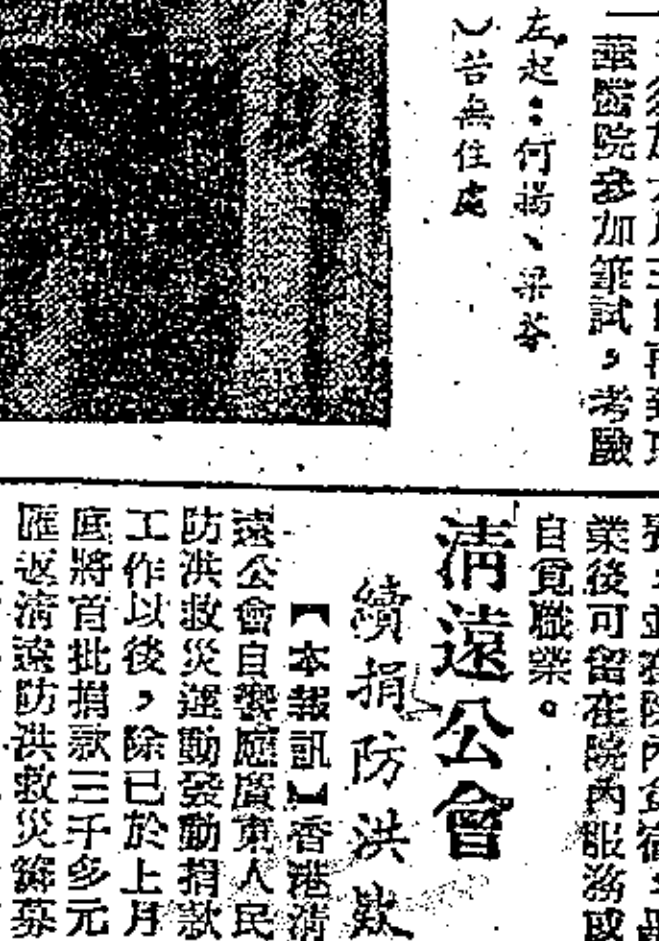 華醫院參加筆試，考驗
左起：何揚、梁苓
）苦無住處
業後可留在院內服務或
自覓職業。
清遠公會
續捐防洪款
【本報訊】香港清
遠公會自響應廣東人民
防洪救災運動發動捐款
工作以後，除已於上月
底將首批捐款三千多元
匯返清遠防洪救災籌募